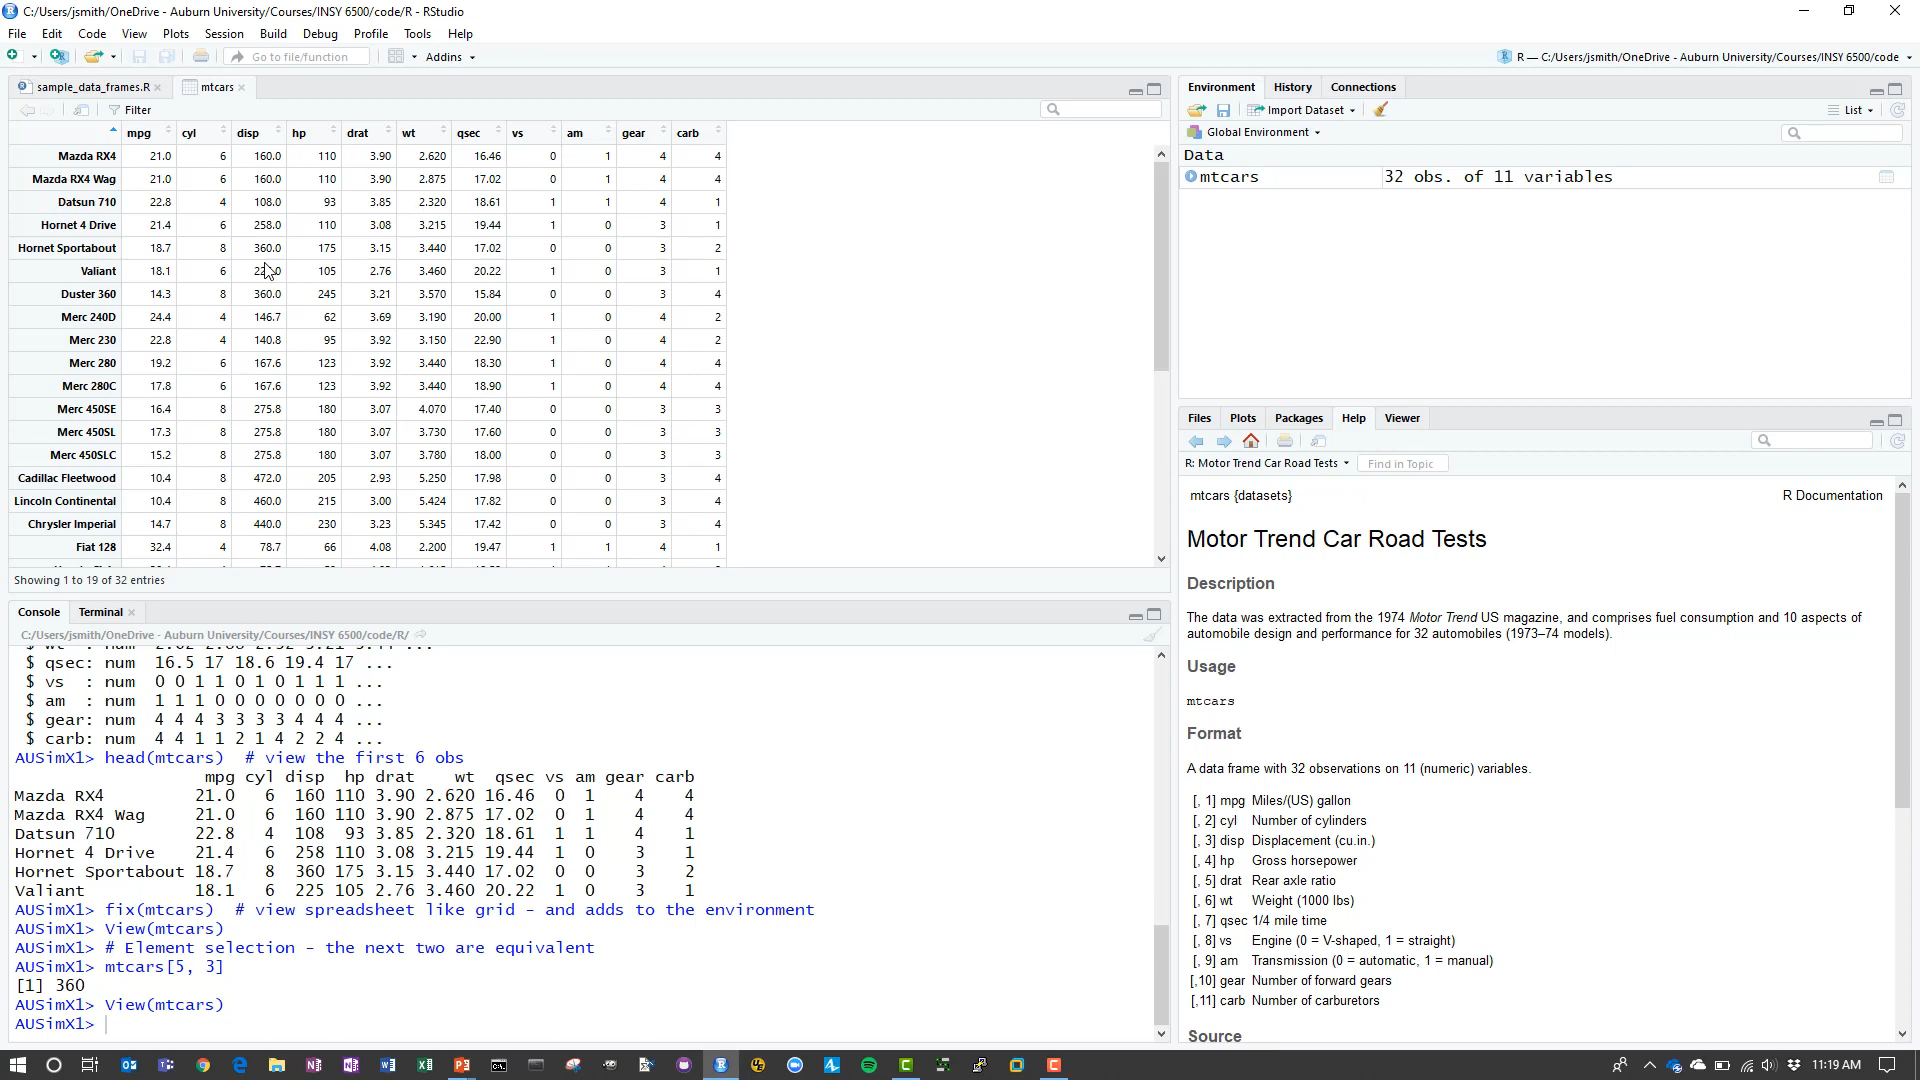 C:/Users/jsmith/OneDrive - Auburn University/Courses/INSY 6500/code/R - RStudio
File Edit Code View Plots Session Build Debug Profile Tools Help
Go to file/function Addins R — C:/Users/jsmith/OneDrive - Auburn University/Courses/INSY 6500/code
sample_data_frames.R mtcars
Filter
mpg cyl disp hp drat wt qsec vs am gear carb
Mazda RX4 21.0 6 160.0 110 3.90 2.620 16.46 0 1 4 4
Mazda RX4 Wag 21.0 6 160.0 110 3.90 2.875 17.02 0 1 4 4
Datsun 710 22.8 4 108.0 93 3.85 2.320 18.61 1 1 4 1
Hornet 4 Drive 21.4 6 258.0 110 3.08 3.215 19.44 1 0 3 1
Hornet Sportabout 18.7 8 360.0 175 3.15 3.440 17.02 0 0 3 2
Valiant 18.1 6 105 2.76 3.460 20.22 1 0 3 1
Duster 360 14.3 8 360.0 245 3.21 3.570 15.84 0 0 3 4
Merc 240D 24.4 4 146.7 62 3.69 3.190 20.00 1 0 4 2
Merc 230 22.8 4 140.8 95 3.92 3.150 22.90 1 0 4 2
Merc 280 19.2 6 167.6 123 3.92 3.440 18.30 1 0 4 4
Merc 280C 17.8 6 167.6 123 3.92 3.440 18.90 1 0 4 4
Merc 450SE 16.4 8 275.8 180 3.07 4.070 17.40 0 0 3 3
Merc 450SL 17.3 8 275.8 180 3.07 3.730 17.60 0 0 3 3
Merc 450SLC 15.2 8 275.8 180 3.07 3.780 18.00 0 0 3 3
Cadillac Fleetwood 10.4 8 472.0 205 2.93 5.250 17.98 0 0 3 4
Lincoln Continental 10.4 8 460.0 215 3.00 5.424 17.82 0 0 3 4
Chrysler Imperial 14.7 8 440.0 230 3.23 5.345 17.42 0 0 3 4
Fiat 128 32.4 4 78.7 66 4.08 2.200 19.47 1 1 4 1
Showing 1 to 19 of 32 entries
Console Terminal
C:/Users/jsmith/OneDrive - Auburn University/Courses/INSY 6500/code/R/
$ qsec: num 16.5 17 18.6 19.4 17 ...
$ vs : num 0 0 1 1 0 1 0 1 1 1 ...
$ am : num 1 1 1 0 0 0 0 0 0 0 ...
$ gear: num 4 4 4 3 3 3 3 4 4 4 ...
$ carb: num 4 4 1 1 2 1 4 2 2 4 ...
AUSimX1> head(mtcars) # view the first 6 obs
mpg cyl disp hp drat wt qsec vs am gear carb
Mazda RX4 21.0 6 160 110 3.90 2.620 16.46 0 1 4 4
Mazda RX4 Wag 21.0 6 160 110 3.90 2.875 17.02 0 1 4 4
Datsun 710 22.8 4 108 93 3.85 2.320 18.61 1 1 4 1
Hornet 4 Drive 21.4 6 258 110 3.08 3.215 19.44 1 0 3 1
Hornet Sportabout 18.7 8 360 175 3.15 3.440 17.02 0 0 3 2
Valiant 18.1 6 225 105 2.76 3.460 20.22 1 0 3 1
AUSimX1> fix(mtcars) # view spreadsheet like grid - and adds to the environment
AUSimX1> View(mtcars)
AUSimX1> # Element selection - the next two are equivalent
AUSimX1> mtcars[5, 3]
[1] 360
AUSimX1> View(mtcars)
AUSimX1>
Environment History Connections
Import Dataset List
Global Environment
Data
mtcars 32 obs. of 11 variables
Files Plots Packages Help Viewer
R: Motor Trend Car Road Tests Find in Topic
mtcars {datasets} R Documentation
Motor Trend Car Road Tests
Description
The data was extracted from the 1974 Motor Trend US magazine, and comprises fuel consumption and 10 aspects of
automobile design and performance for 32 automobiles (1973–74 models).
Usage
mtcars
Format
A data frame with 32 observations on 11 (numeric) variables.
[, 1] mpg Miles/(US) gallon
[, 2] cyl Number of cylinders
[, 3] disp Displacement (cu.in.)
[, 4] hp Gross horsepower
[, 5] drat Rear axle ratio
[, 6] wt Weight (1000 lbs)
[, 7] qsec 1/4 mile time
[, 8] vs Engine (0 = V-shaped, 1 = straight)
[, 9] am Transmission (0 = automatic, 1 = manual)
[,10] gear Number of forward gears
[,11] carb Number of carburetors
Source
11:19 AM